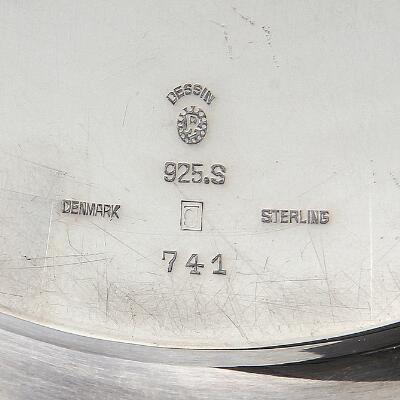 DESSIN
925.S
DENMARK STERLING
741